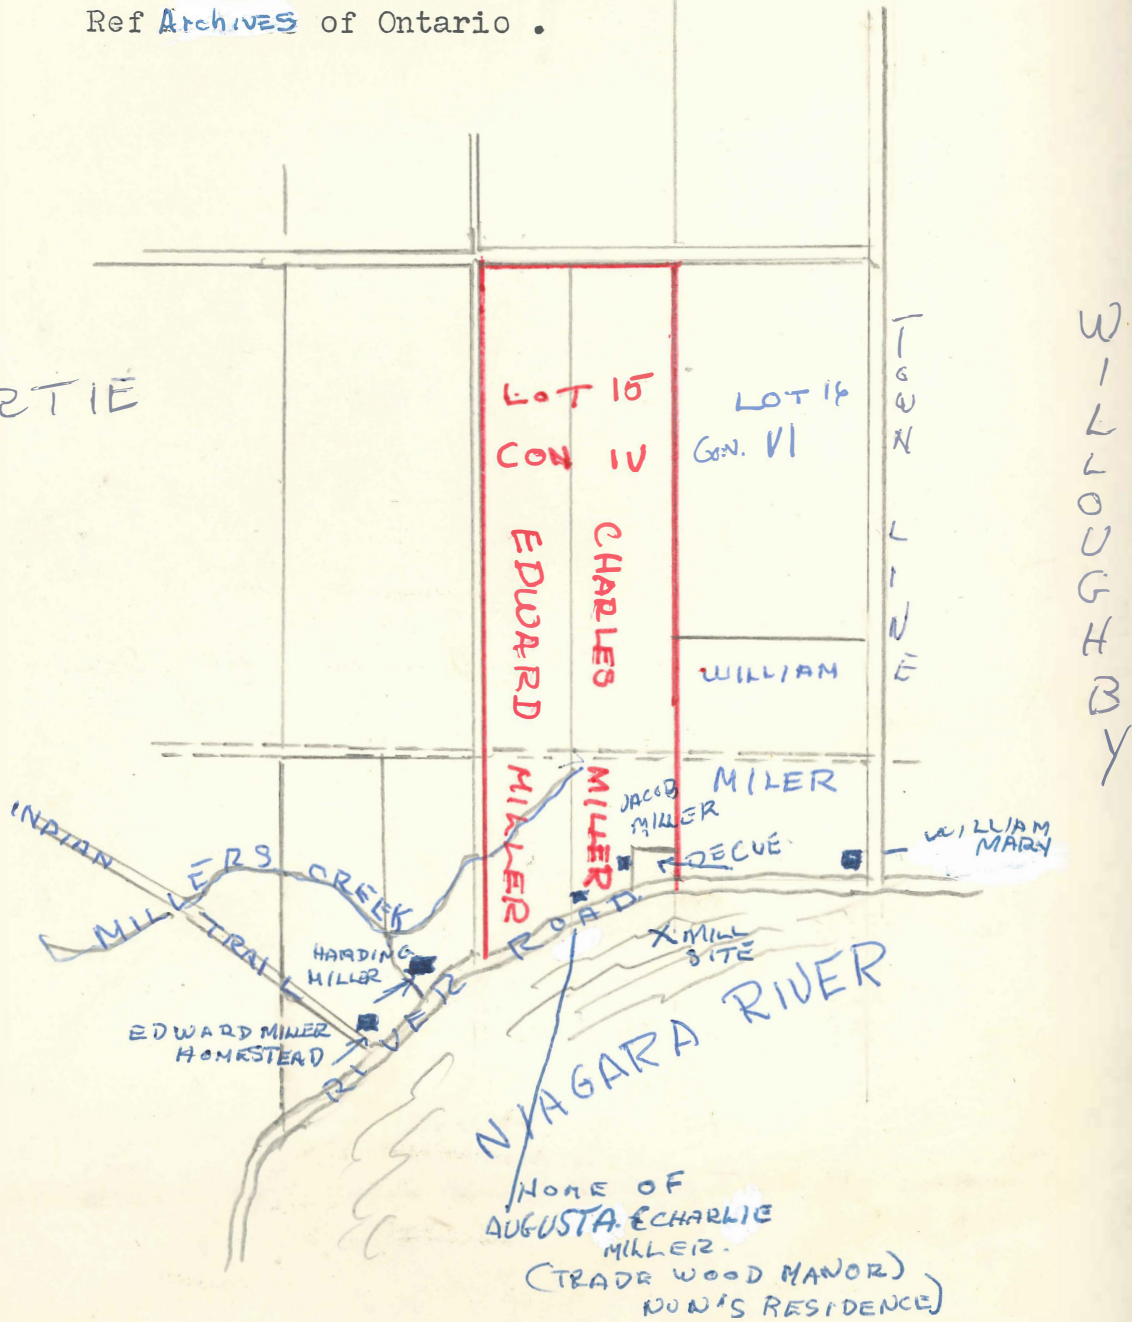 Ref Archives of Ontario .
RTIE
LOT 15
CON IV
LOT 16
CON. VI
TOWN LINE
WILLOUGHBY
EDWARD MILLER
CHARLES MILLER
WILLIAM
MILER
JACOB
MILLER
DECUE
WILLIAM
MARY
INDIAN TRAIL
MILLERS CREEK
HARDING
MILLER
EDWARD MILLER
HOMESTEAD
RIVER ROAD
X MILL
SITE
NIAGARA RIVER
HOME OF
AUGUSTA & CHARLIE
MILLER.
(TRADE WOOD MANOR)
NUN'S RESIDENCE)